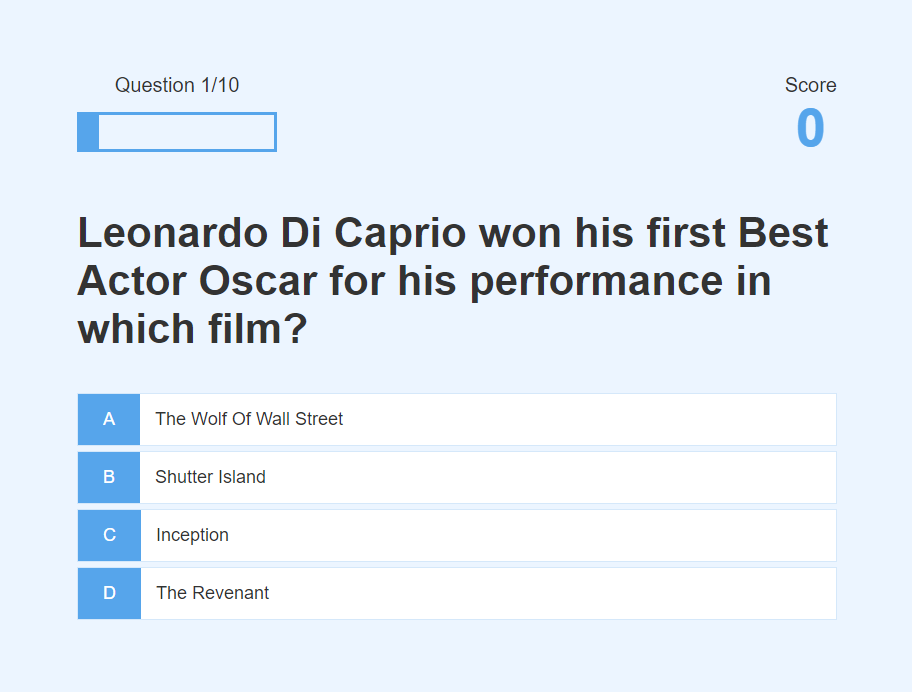 Question 1/10
Score
0
Leonardo Di Caprio won his first Best
Actor Oscar for his performance in
which film?
A The Wolf Of Wall Street
B Shutter Island
C Inception
D The Revenant